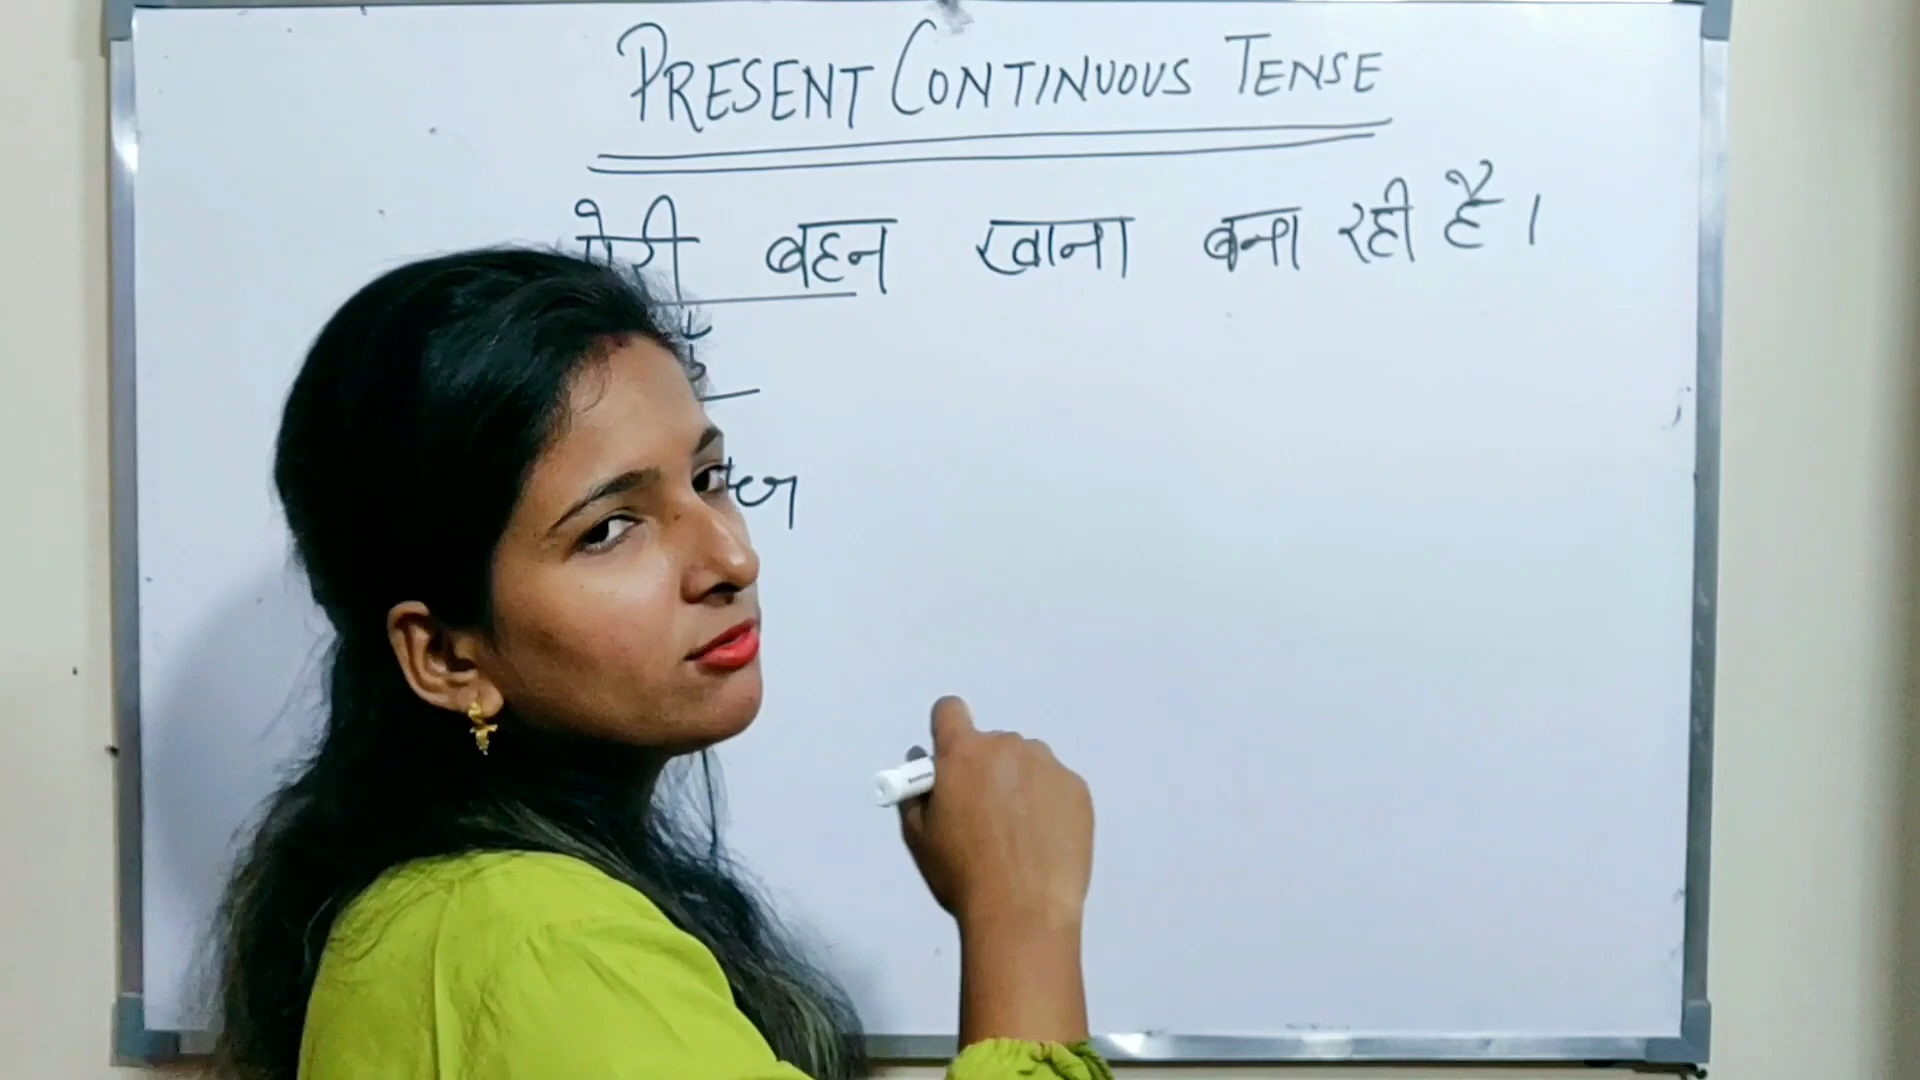 PRESENT CONTINUOUS TENSE
मेरी बहन खाना बना रही है।